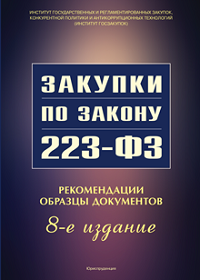 ИНСТИТУТ ГОСУДАРСТВЕННЫХ И РЕГЛАМЕНТИРОВАННЫХ ЗАКУПОК,
КОНКУРЕНТНОЙ ПОЛИТИКИ И АНТИКОРРУПЦИОННЫХ ТЕХНОЛОГИЙ
(ИНСТИТУТ ГОСЗАКУПОК)
ЗАКУПКИ
ПО ЗАКОНУ
223-ФЗ
РЕКОМЕНДАЦИИ
ОБРАЗЦЫ ДОКУМЕНТОВ
8-е издание
Юриспруденция